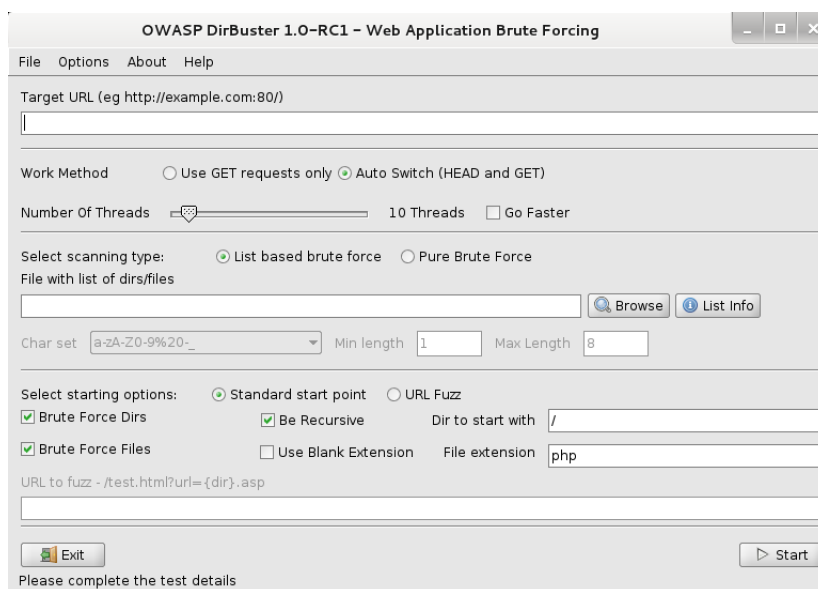 OWASP DirBuster 1.0-RC1 - Web Application Brute Forcing
File Options About Help
Target URL (eg http://example.com:80/)
Work Method Use GET requests only Auto Switch (HEAD and GET)
Number Of Threads 10 Threads Go Faster
Select scanning type: List based brute force Pure Brute Force
File with list of dirs/files
Browse List Info
Char set a-zA-Z0-9%20-_ Min length 1 Max Length 8
Select starting options: Standard start point URL Fuzz
Brute Force Dirs Be Recursive Dir to start with /
Brute Force Files Use Blank Extension File extension php
URL to fuzz - /test.html?url={dir}.asp
Exit Start
Please complete the test details